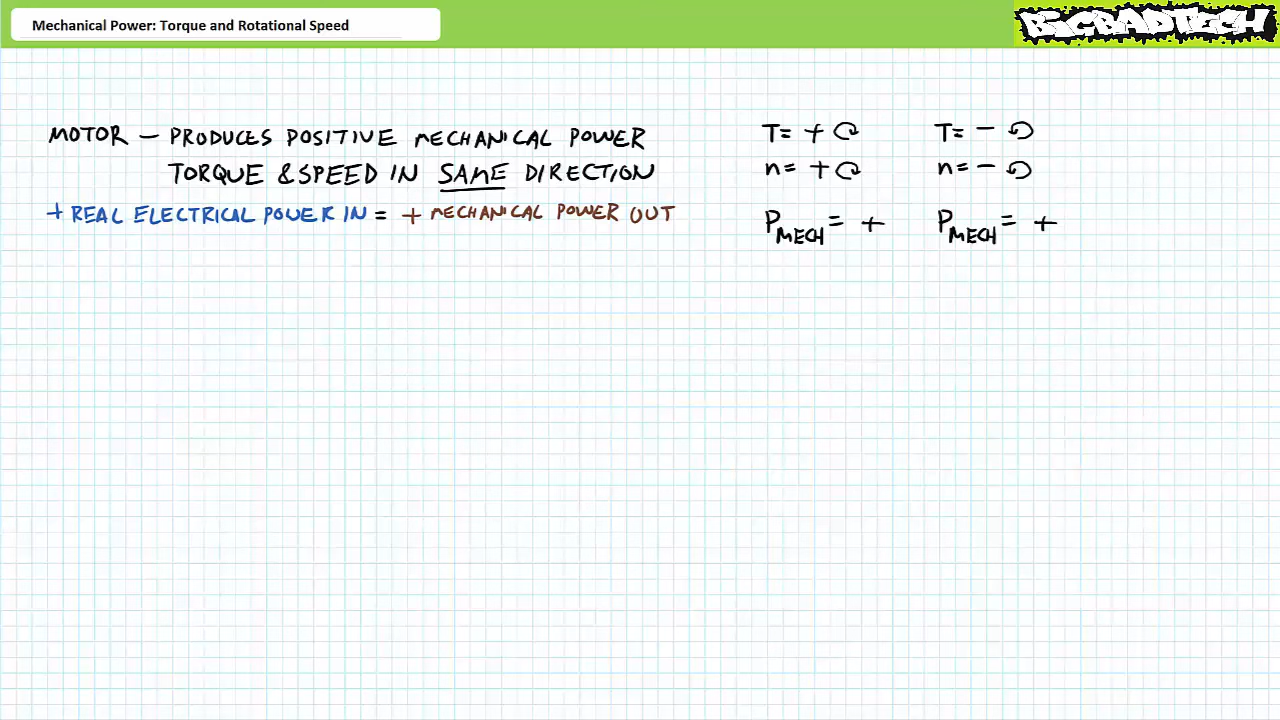 Mechanical Power: Torque and Rotational Speed
BIGBADTECH
MOTOR – PRODUCES POSITIVE MECHANICAL POWER
TORQUE & SPEED IN SAME DIRECTION
+ REAL ELECTRICAL POWER IN = + MECHANICAL POWER OUT
T= + ↻
n= + ↻
PMECH = +
T= - ↺
n= - ↺
PMECH = +